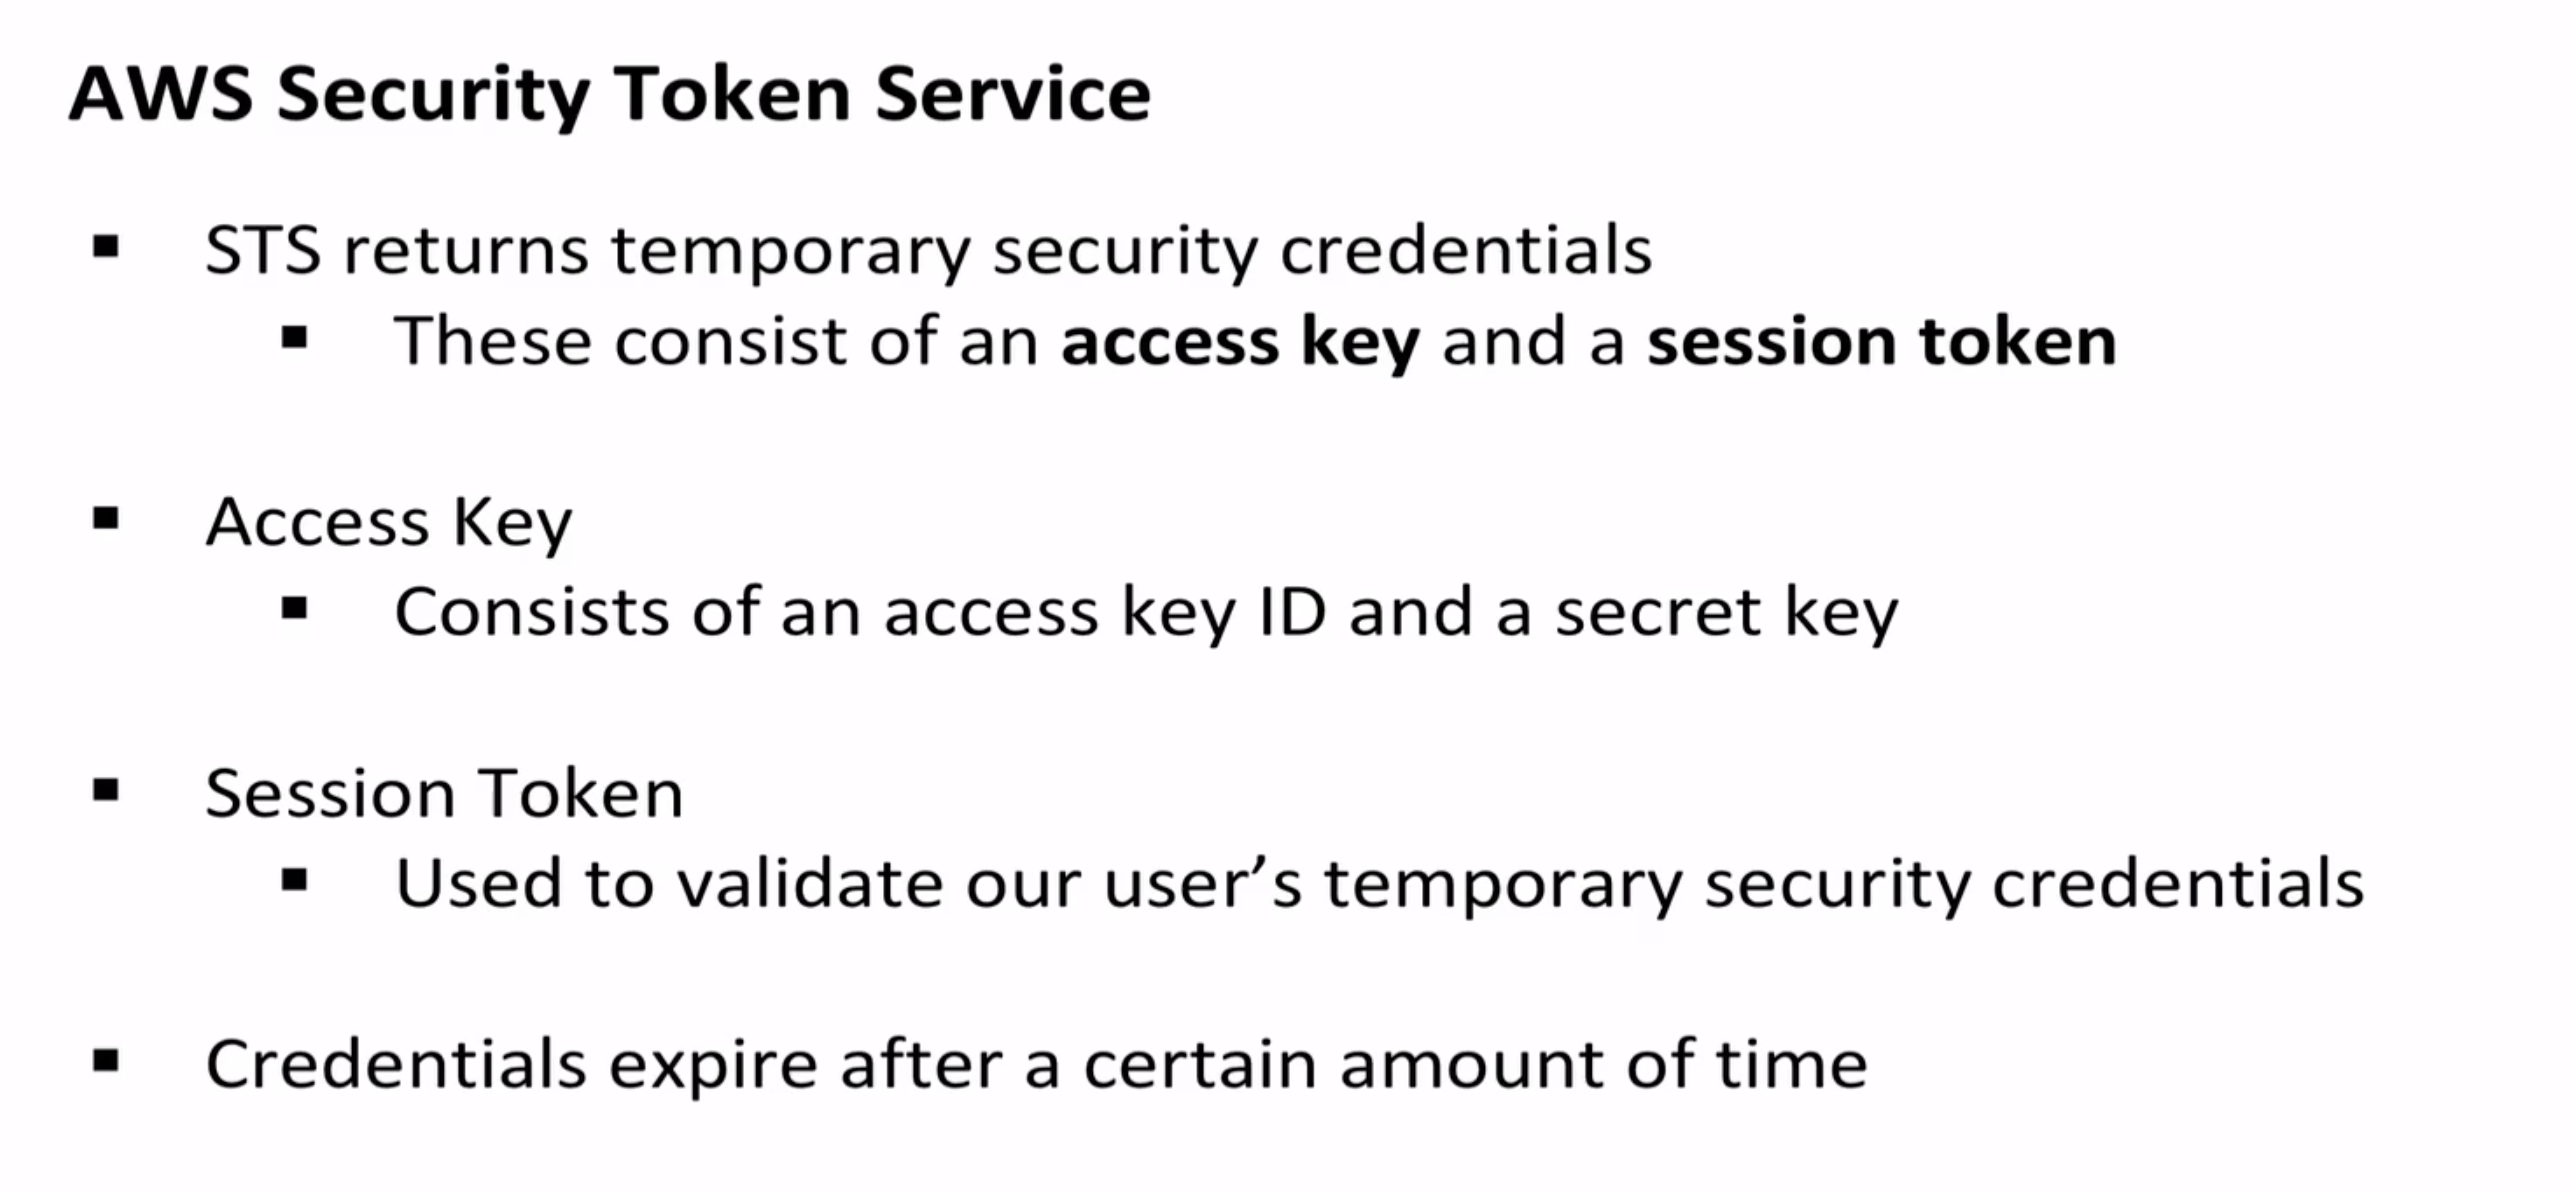 AWS Security Token Service
▪ STS returns temporary security credentials
▪ These consist of an access key and a session token
▪ Access Key
▪ Consists of an access key ID and a secret key
▪ Session Token
▪ Used to validate our user’s temporary security credentials
▪ Credentials expire after a certain amount of time